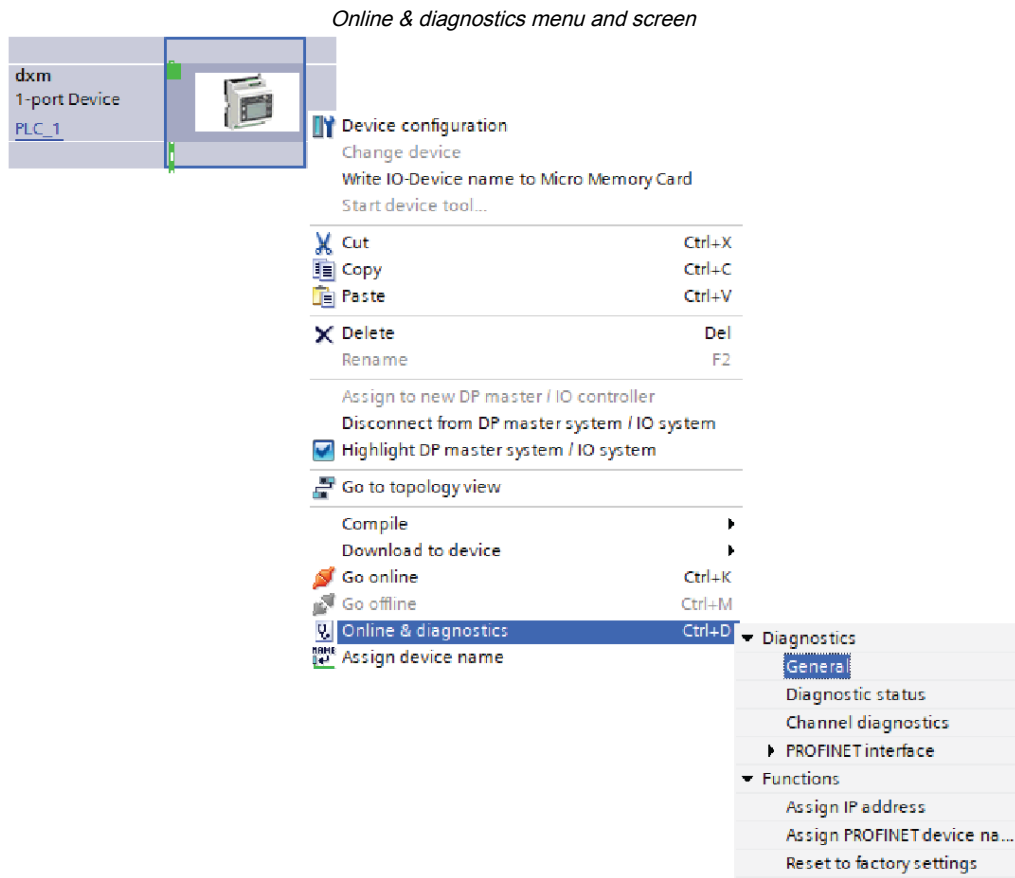 Online & diagnostics menu and screen
dxm
1-port Device
PLC_1
Device configuration
Change device
Write IO-Device name to Micro Memory Card
Start device tool...
Cut Ctrl+X
Copy Ctrl+C
Paste Ctrl+V
Delete Del
Rename F2
Assign to new DP master / IO controller
Disconnect from DP master system / IO system
Highlight DP master system / IO system
Go to topology view
Compile
Download to device
Go online Ctrl+K
Go offline Ctrl+M
Online & diagnostics Ctrl+D
NAME Assign device name
Diagnostics
General
Diagnostic status
Channel diagnostics
PROFINET interface
Functions
Assign IP address
Assign PROFINET device na...
Reset to factory settings